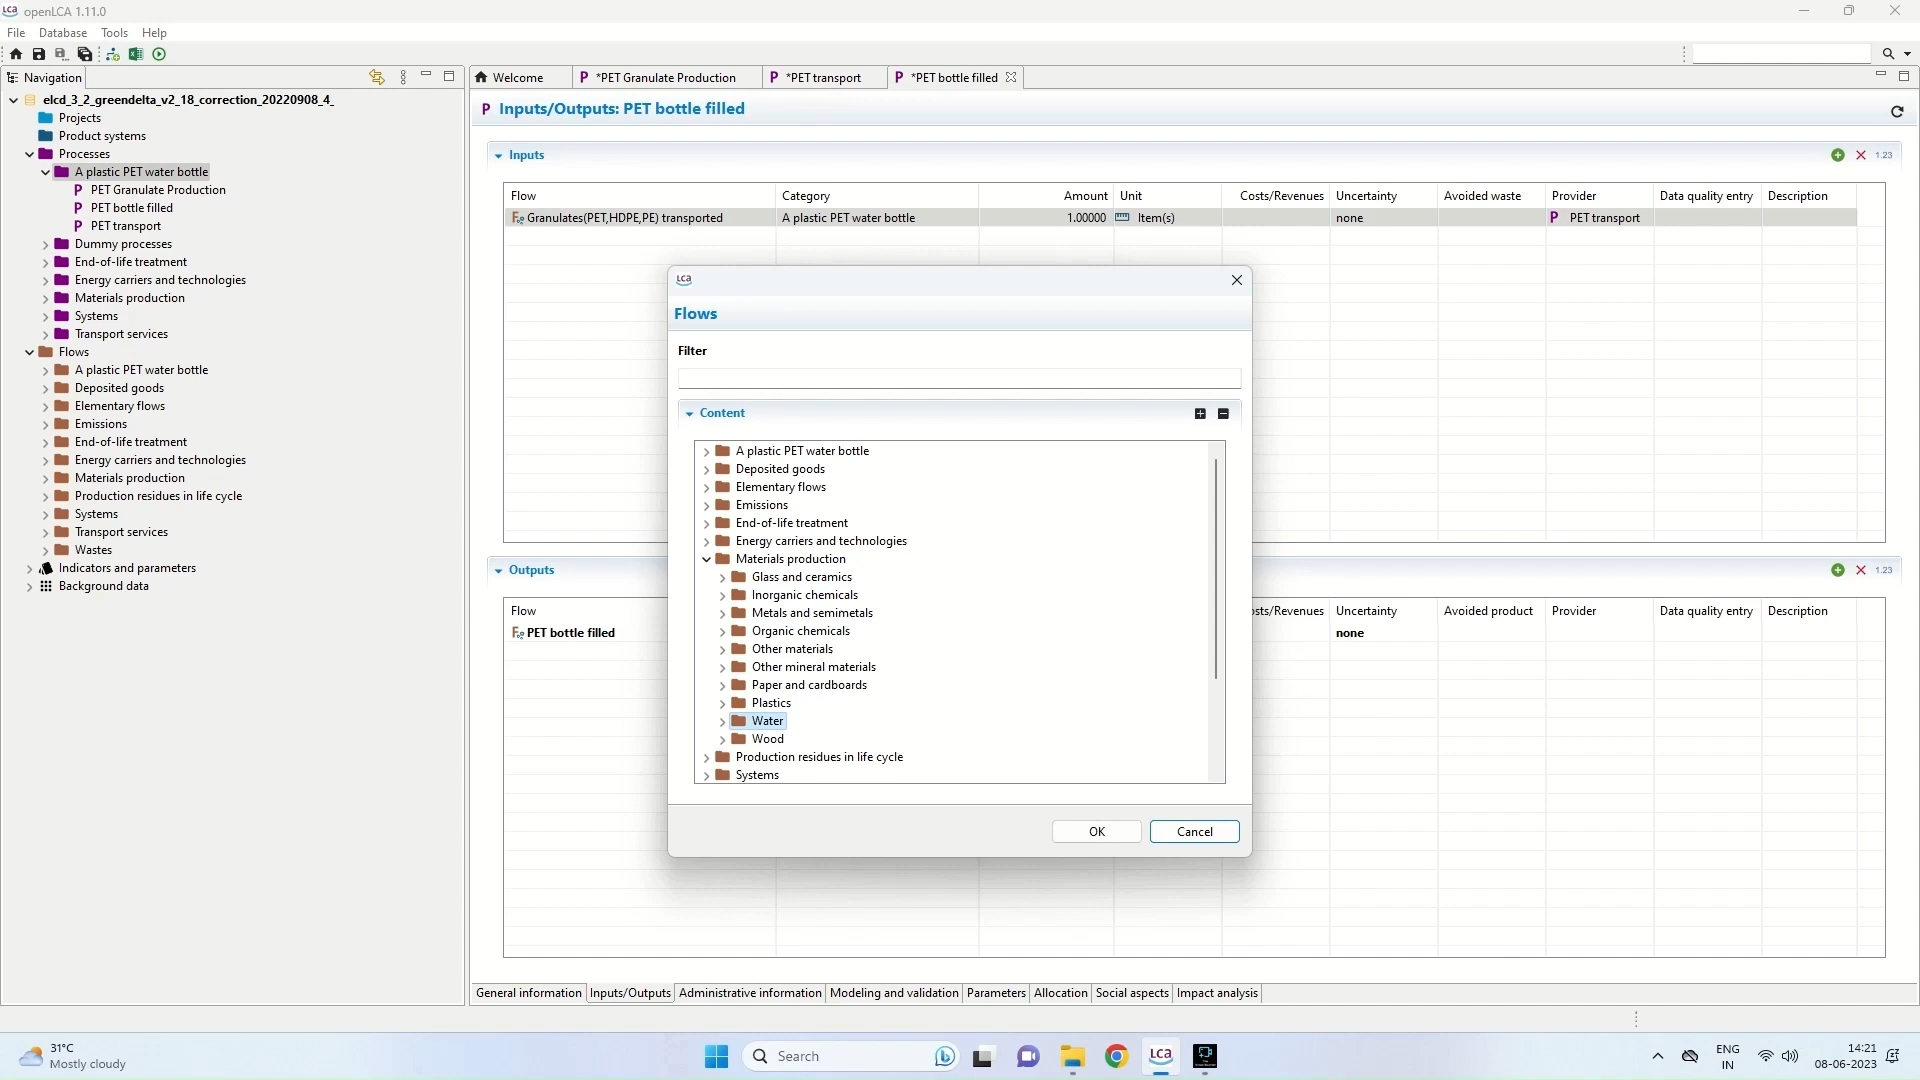 LCA openLCA 1.11.0
File Database Tools Help
Navigation
Welcome *PET Granulate Production *PET transport *PET bottle filled
elcd_3_2_greendelta_v2_18_correction_20220908_4_
Projects
Product systems
Processes
A plastic PET water bottle
PET Granulate Production
PET bottle filled
PET transport
Dummy processes
End-of-life treatment
Energy carriers and technologies
Materials production
Systems
Transport services
Flows
A plastic PET water bottle
Deposited goods
Elementary flows
Emissions
End-of-life treatment
Energy carriers and technologies
Materials production
Production residues in life cycle
Systems
Transport services
Wastes
Indicators and parameters
Background data
P Inputs/Outputs: PET bottle filled
Inputs 1.23
Flow Category Amount Unit Costs/Revenues Uncertainty Avoided waste Provider Data quality entry Description
Granulates(PET,HDPE,PE) transported A plastic PET water bottle 1.00000 Item(s) none P PET transport
LCA
Flows
Filter
Content
A plastic PET water bottle
Deposited goods
Elementary flows
Emissions
End-of-life treatment
Energy carriers and technologies
Materials production
Glass and ceramics
Inorganic chemicals
Metals and semimetals
Organic chemicals
Other materials
Other mineral materials
Paper and cardboards
Plastics
Water
Wood
Production residues in life cycle
Systems
OK Cancel
Outputs 1.23
Flow osts/Revenues Uncertainty Avoided product Provider Data quality entry Description
PET bottle filled none
General information Inputs/Outputs Administrative information Modeling and validation Parameters Allocation Social aspects Impact analysis
31°C
Mostly cloudy
Search
LCA
ENG
IN
14:21
08-06-2023